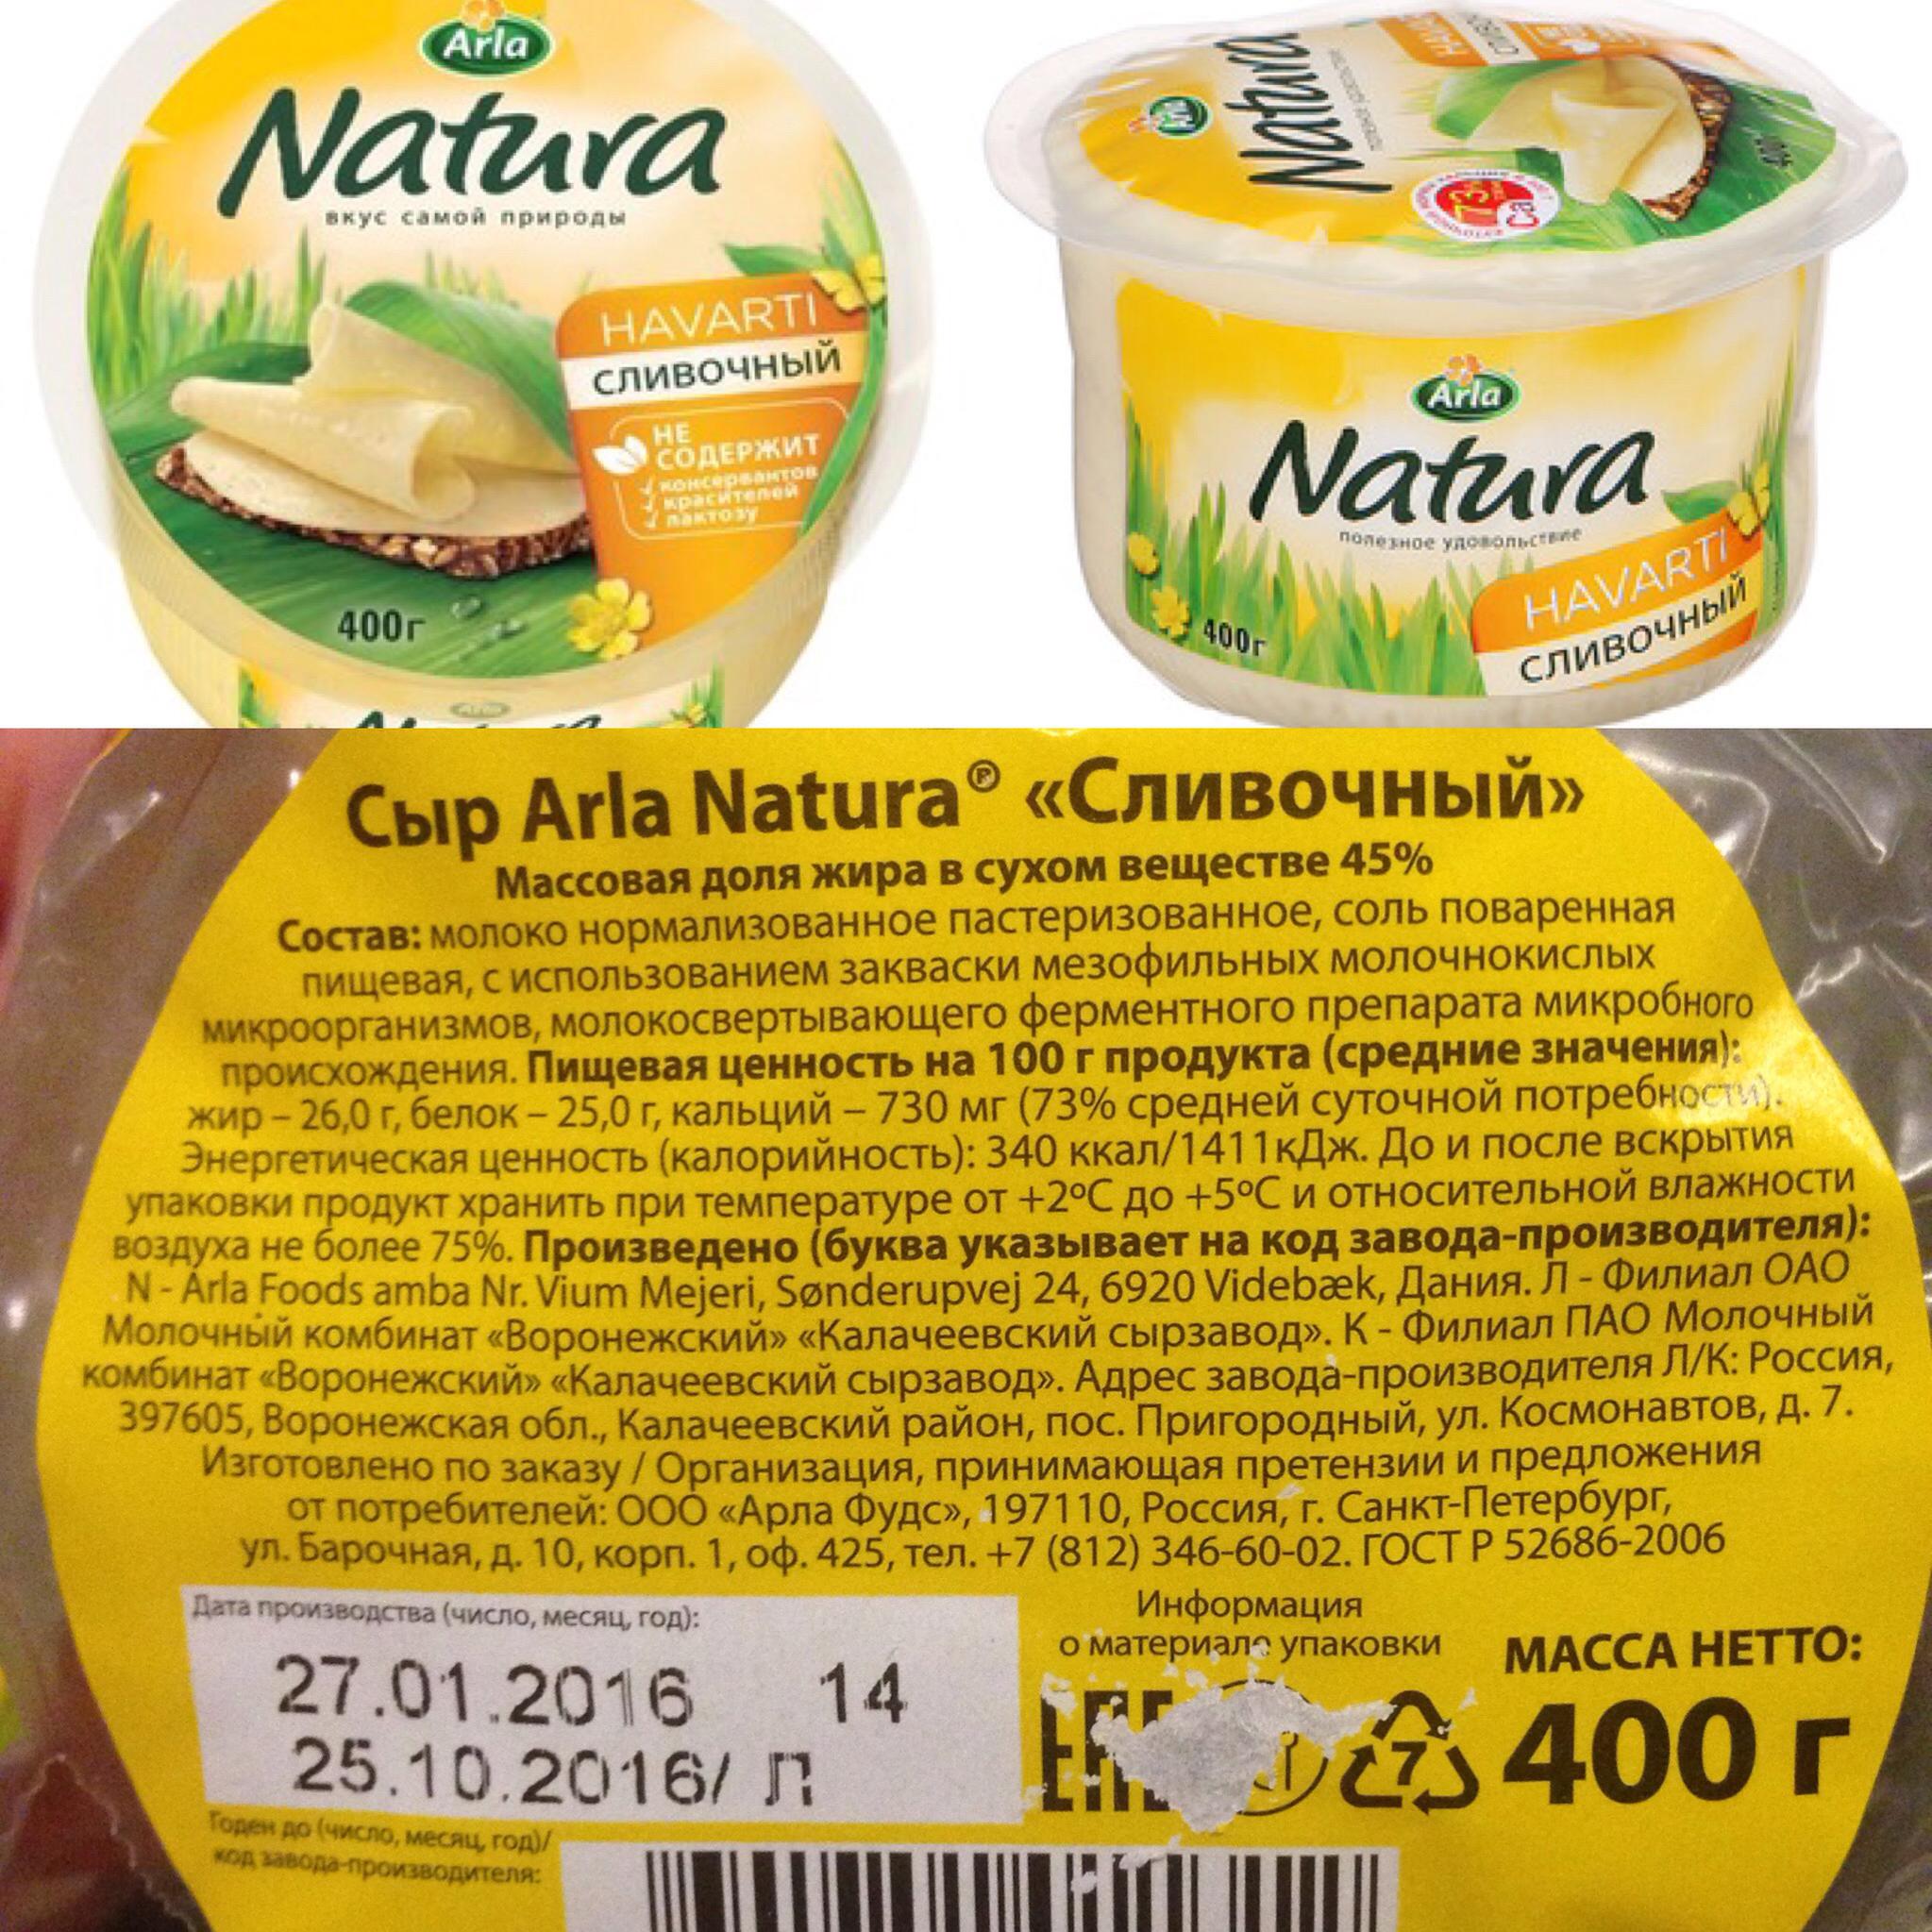 Arla
Natura
вкус самой природы
HAVARTI
СЛИВОЧНЫЙ
НЕ
СОДЕРЖИТ
консервантов
красителей
лактозу
400г
Arla
Natura
Arla
Natura
73%
Ca
400г
Arla
Natura
полезное удовольствие
HAVARTI
СЛИВОЧНЫЙ
400г
Сыр Arla Natura® «Сливочный»
Массовая доля жира в сухом веществе 45%
Состав: молоко нормализованное пастеризованное, соль поваренная
пищевая, с использованием закваски мезофильных молочнокислых
микроорганизмов, молокосвертывающего ферментного препарата микробного
происхождения. Пищевая ценность на 100 г продукта (средние значения):
жир – 26,0 г, белок – 25,0 г, кальций – 730 мг (73% средней суточной потребности).
Энергетическая ценность (калорийность): 340 ккал/1411кДж. До и после вскрытия
упаковки продукт хранить при температуре от +2°С до +5°С и относительной влажности
воздуха не более 75%. Произведено (буква указывает на код завода-производителя):
N - Arla Foods amba Nr. Vium Mejeri, Sønderupvej 24, 6920 Videbæk, Дания. Л - Филиал ОАО
Молочный комбинат «Воронежский» «Калачеевский сырзавод». К - Филиал ПАО Молочный
комбинат «Воронежский» «Калачеевский сырзавод». Адрес завода-производителя Л/К: Россия,
397605, Воронежская обл., Калачеевский район, пос. Пригородный, ул. Космонавтов, д. 7.
Изготовлено по заказу / Организация, принимающая претензии и предложения
от потребителей: ООО «Арла Фудс», 197110, Россия, г. Санкт-Петербург,
ул. Барочная, д. 10, корп. 1, оф. 425, тел. +7 (812) 346-60-02. ГОСТ Р 52686-2006
Дата производства (число, месяц, год):
27.01.2016 14
25.10.2016/ Л
Годен до (число, месяц, год)/
код завода-производителя:
Информация
о материале упаковки
EAC
7
МАССА НЕТТО:
400 г